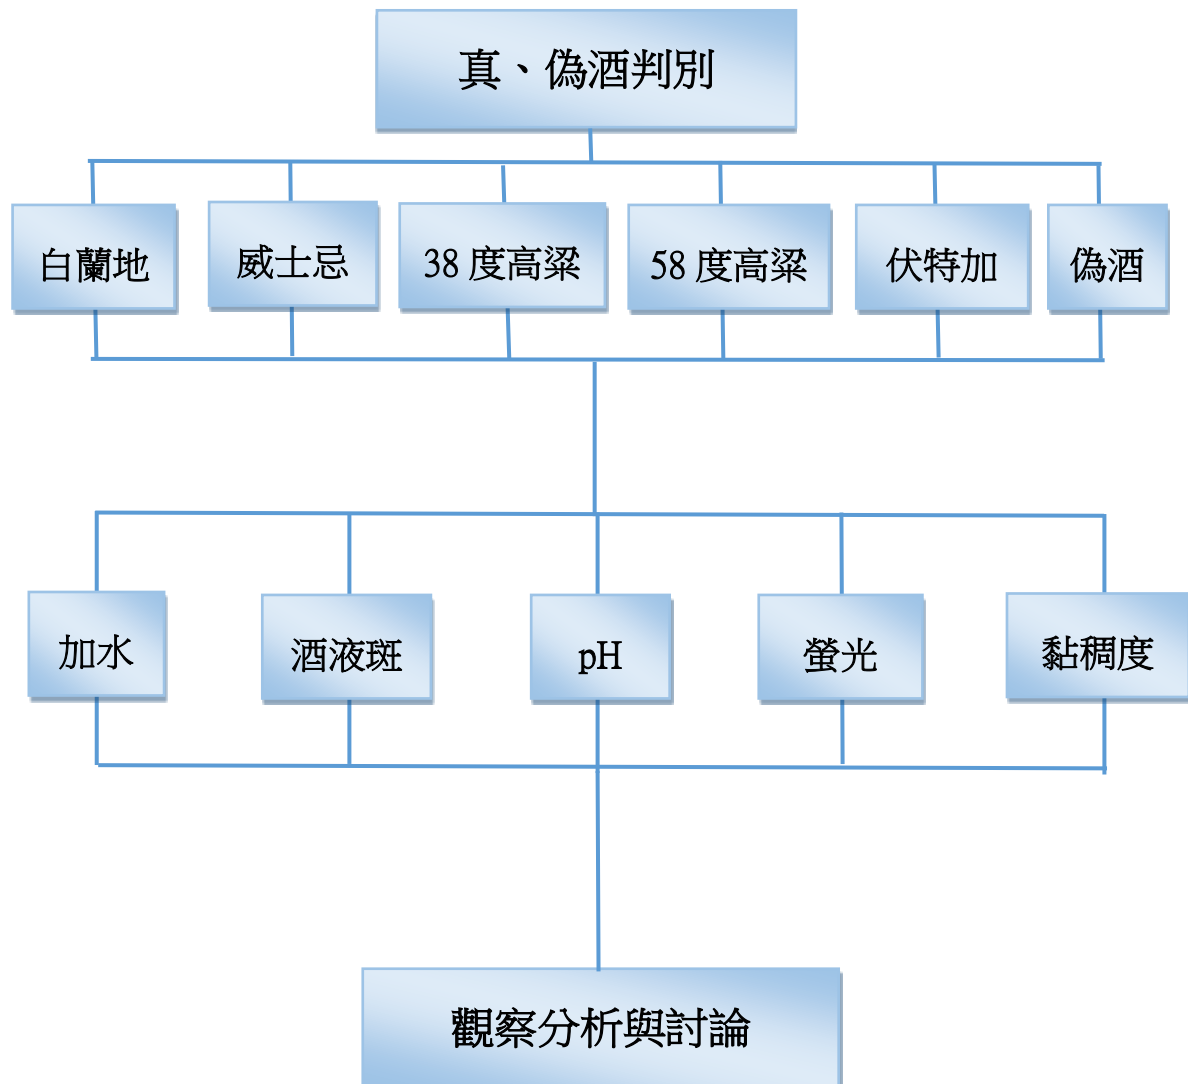 真、偽酒判別
白蘭地
威士忌
38 度高粱
58 度高粱
伏特加
偽酒
加水
酒液斑
pH
螢光
黏稠度
觀察分析與討論